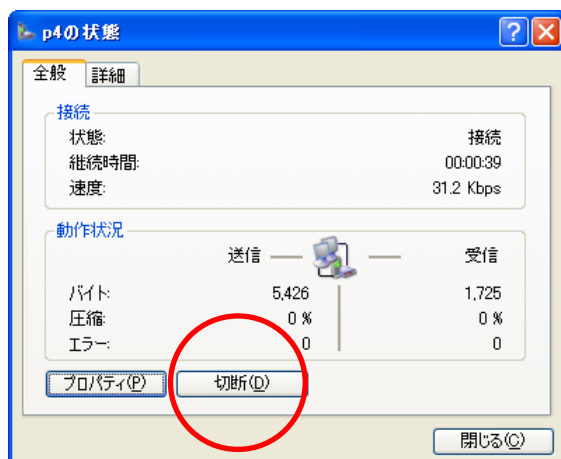 p4の状態
全般 詳細
接続
状態: 接続
継続時間: 00:00:39
速度: 31.2 Kbps
動作状況
送信 受信
バイト: 5,426 1,725
圧縮: 0 % 0 %
エラー: 0 0
プロパティ(P) 切断(D)
閉じる(C)